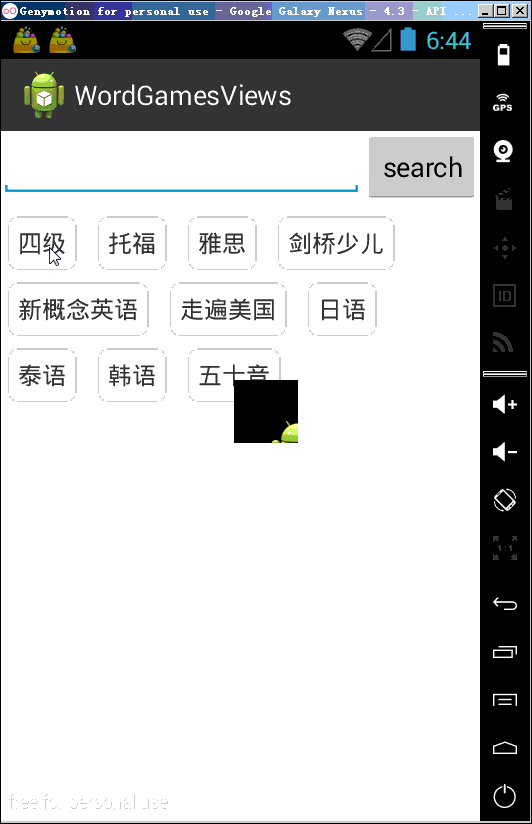 Genymotion for personal use - Google Galaxy Nexus - 4.3 - API ...
6:44
GPS
WordGamesViews
search
ID
四级 托福 雅思 剑桥少儿
新概念英语 走遍美国 日语
泰语 韩语 五十音
1:1
free for personal use